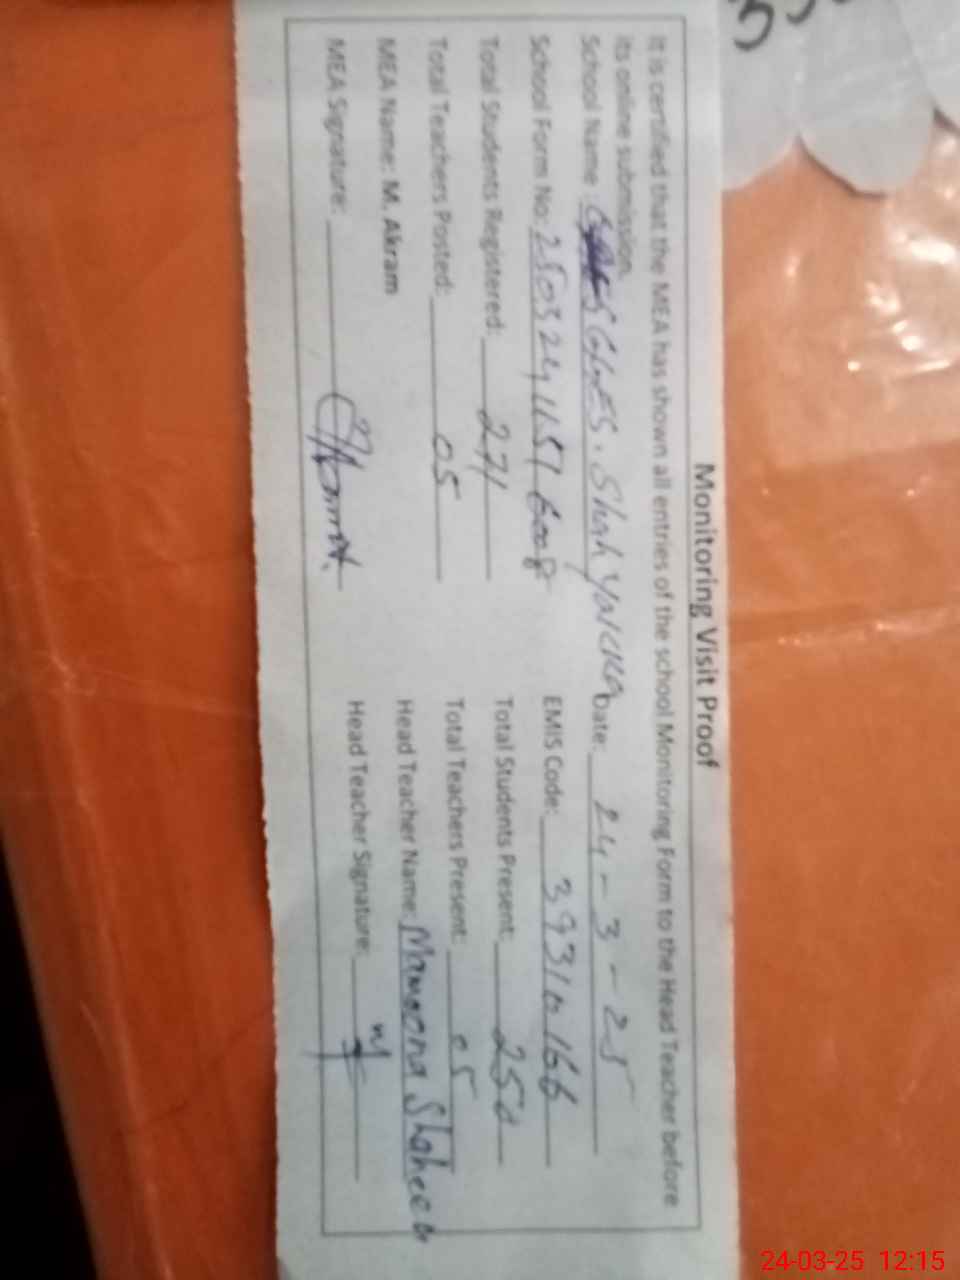 Monitoring Visit Proof
It is certified that the MEA has shown all entries of the school Monitoring Form to the Head Teacher before
its online submission.
School Name: GGES. Shah Yakka Date: 24-3-25
School Form No: EMIS Code: 39310166
Total Students Registered: 271 Total Students Present: 250
Total Teachers Posted: 05 Total Teachers Present: 05
MEA Name: M. Akram Head Teacher Name: Mamoona Shaheen
MEA Signature: Head Teacher Signature:
24-03-25 12:15